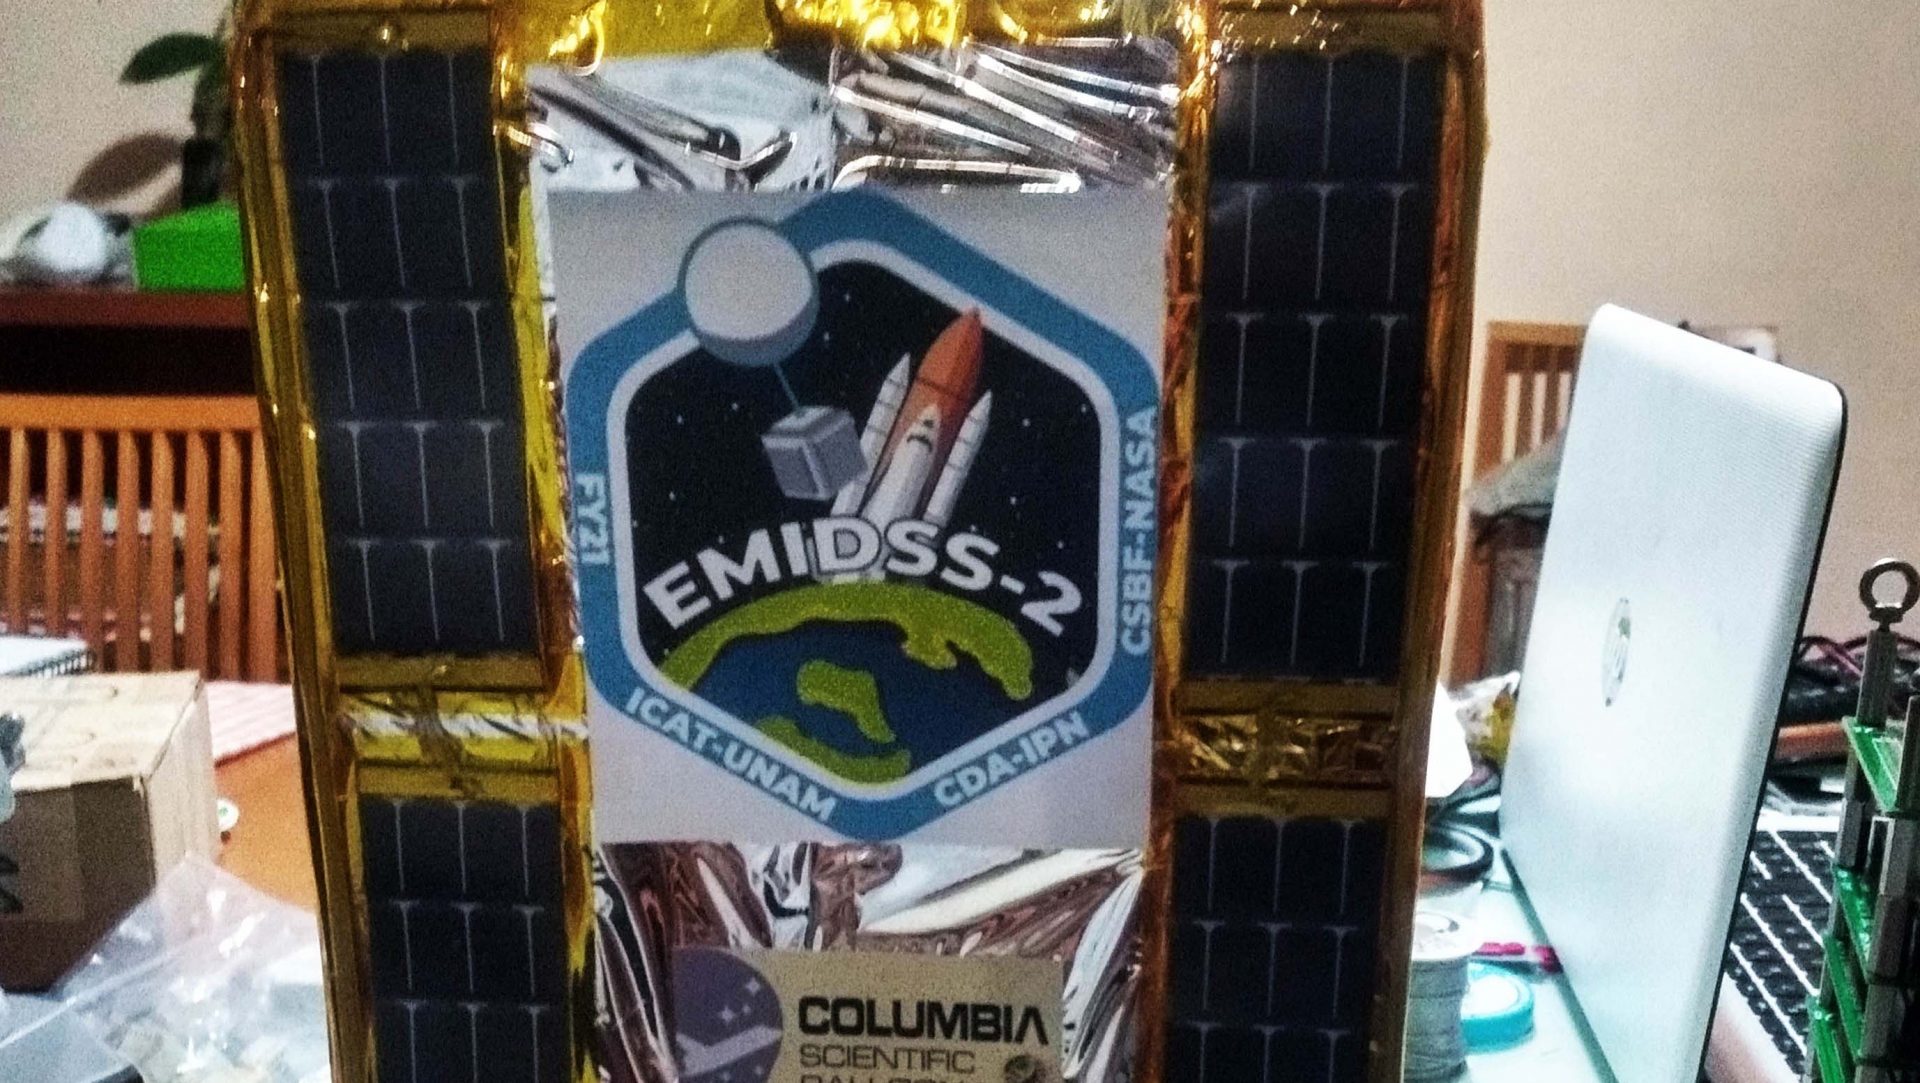 FY21
EMIDSS-2
CSBF-NASA
ICAT-UNAM
CDA-IPN
COLUMBIA
SCIENTIFIC